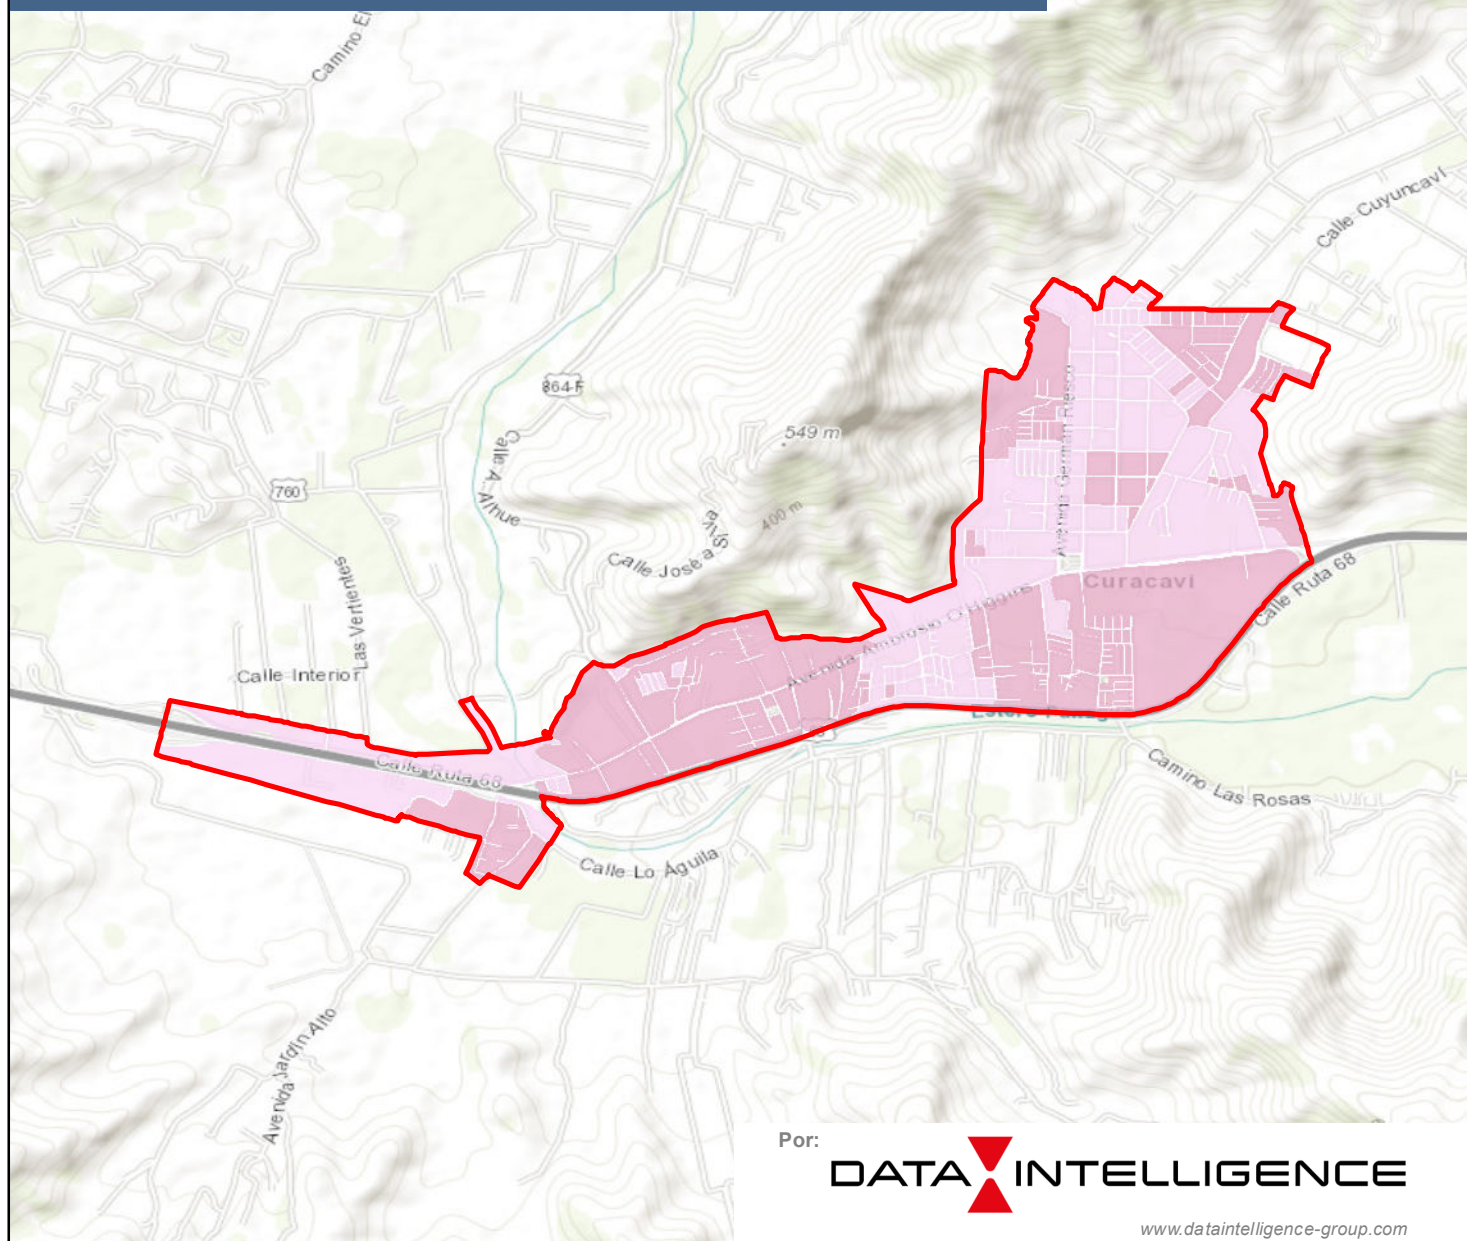 Camino El
Calle Cuyuncaví
864-F
549 m
Calle A. Alhue
760
400 m
Avenida Germán Riesco
Calle José a Silva
Curacaví
Calle Ruta 68
Las Vertientes
Avenida Ambrosio O'Higgins
Calle Interior
Calle Ruta 68
Camino Las Rosas
Calle Lo Águila
Avenida Jardín Alto
Por:
DATA INTELLIGENCE
www.dataintelligence-group.com